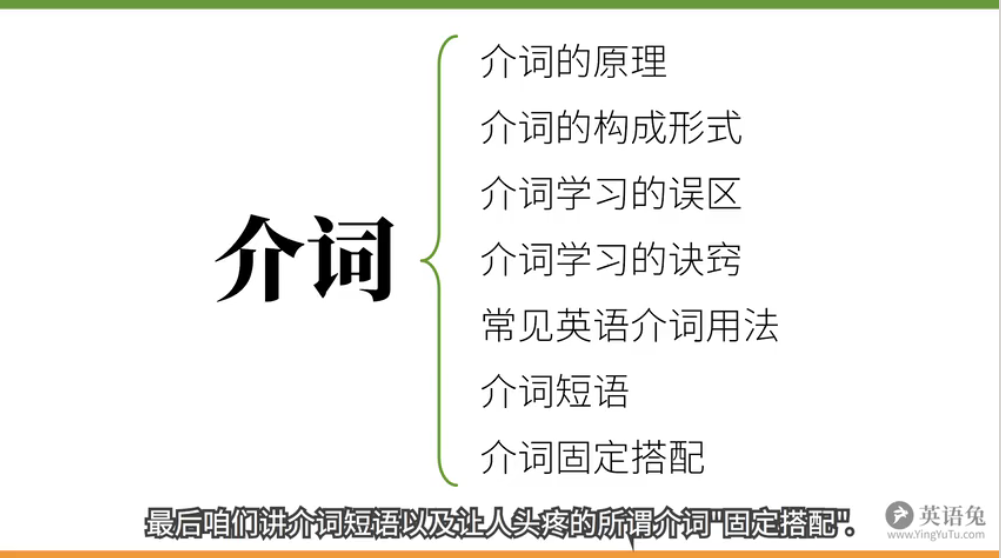 介词的原理
介词的构成形式
介词学习的误区
介词
介词学习的诀窍
常见英语介词用法
介词短语
介词固定搭配
最后咱们讲介词短语以及让人头疼的所谓介词"固定搭配"。
英语兔
www.YingYuTu.com